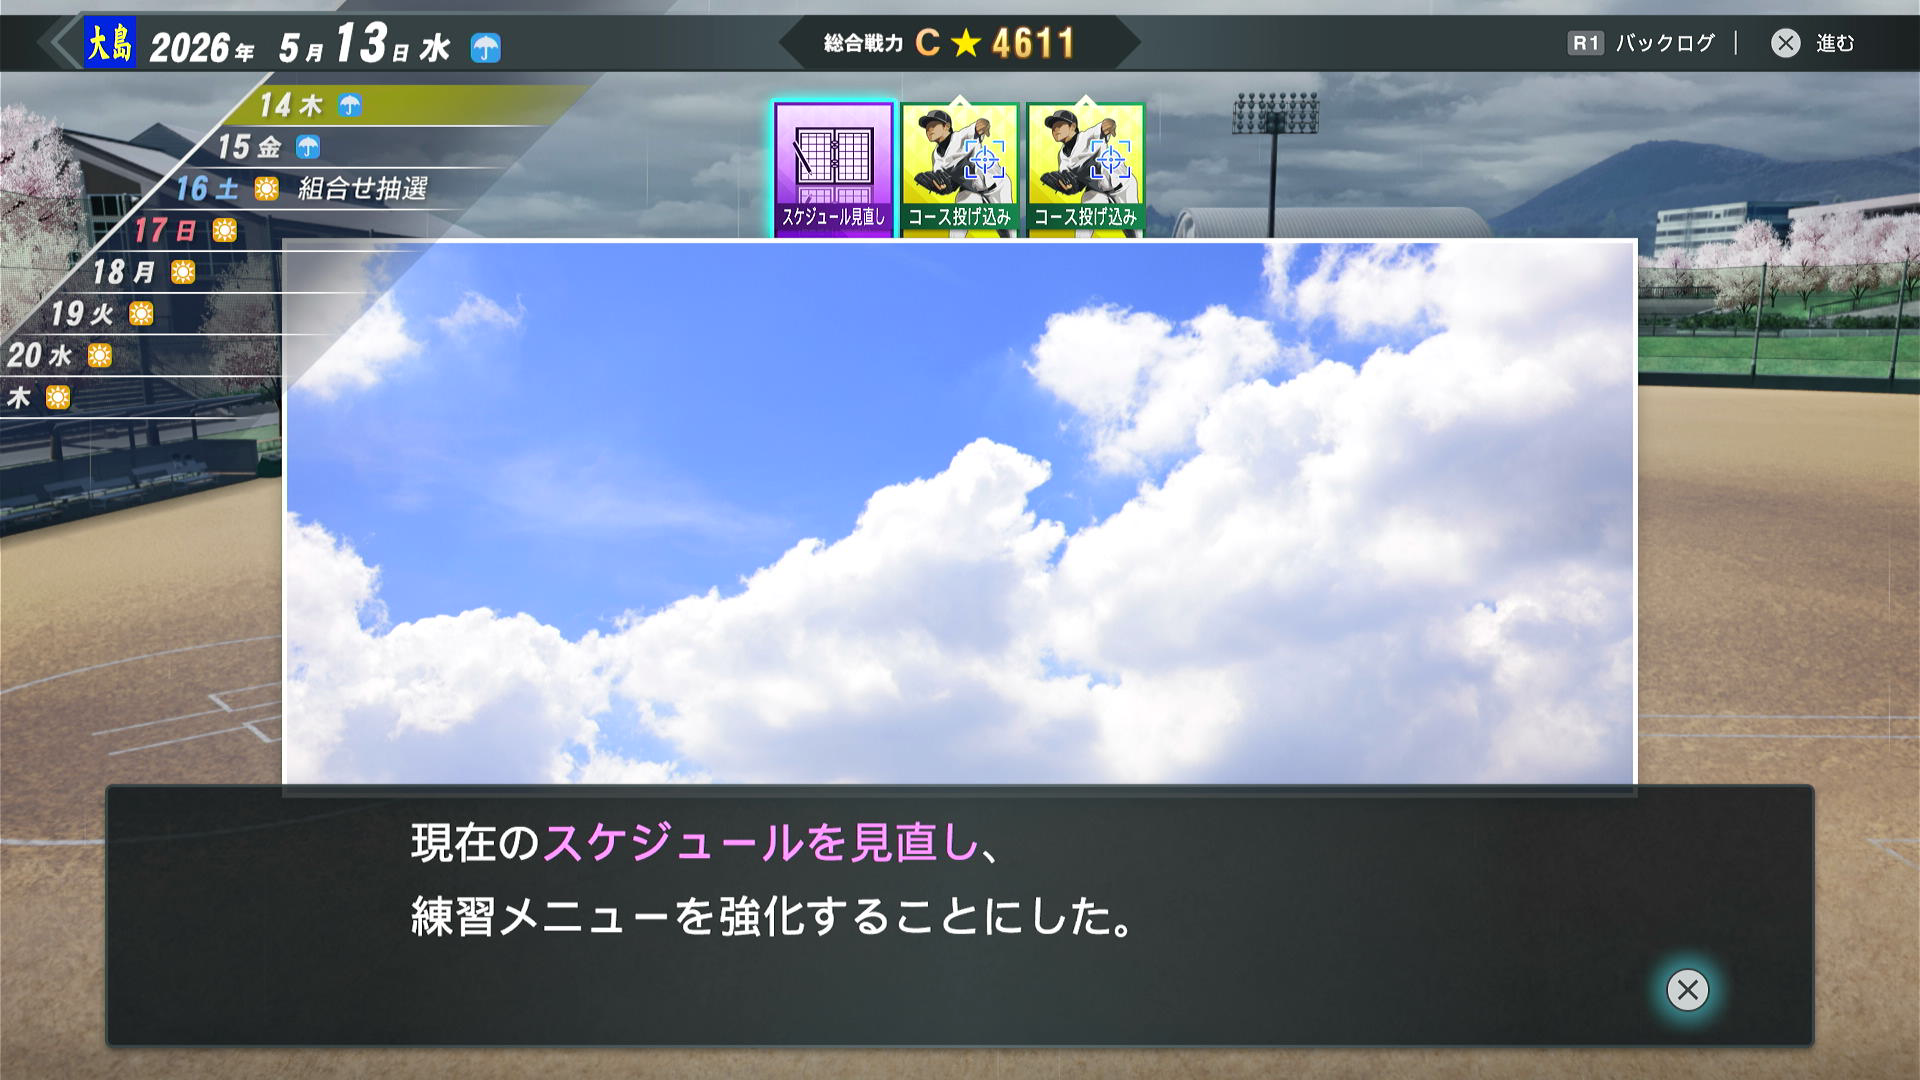 大島 2026年 5月13日 水
総合戦力 C ★ 4611
R1 バックログ | 進む
14 木
15 金
16 土 組合せ抽選
17 日
18 月
19 火
20 水
木
スケジュール見直し
コース投げ込み
コース投げ込み
現在のスケジュールを見直し、
練習メニューを強化することにした。